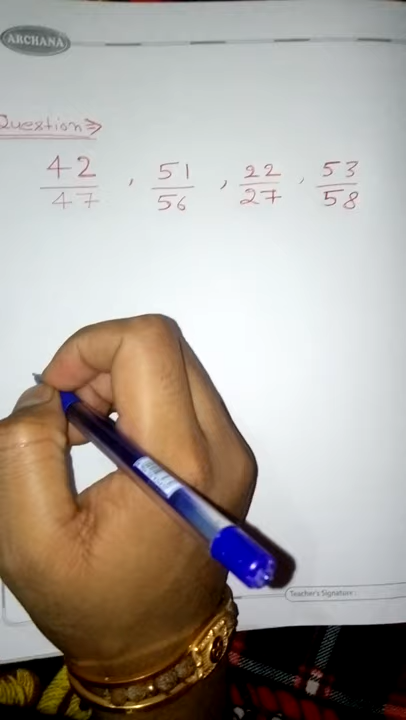 ARCHANA
Question⇒
42/47 , 51/56 , 22/27 , 53/58
Teacher's Signature :